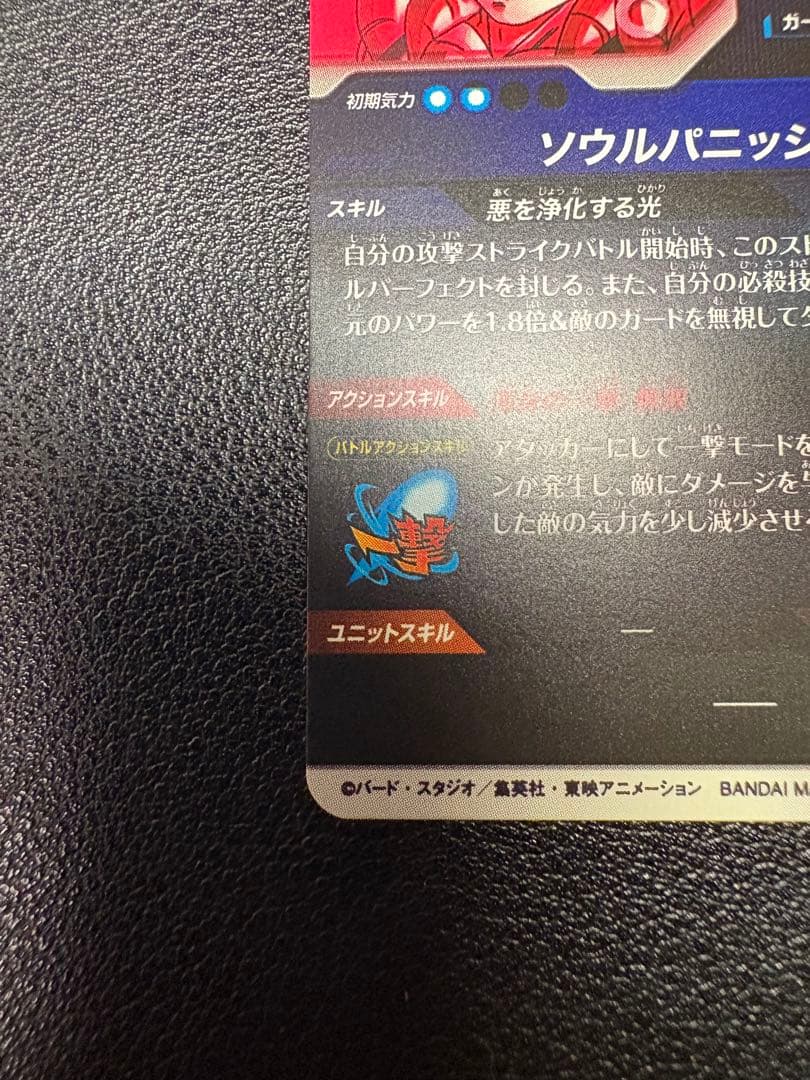 ガー
初期気力
ソウルパニッシ
スキル
悪を浄化する光
自分の攻撃ストライクバトル開始時、このスト
ルパーフェクトを封じる。また、自分の必殺技
元のパワーを1.8倍&敵のガードを無視して
アクションスキル
バトルアクションスキル
アタッカーにして一撃モードを
ンが発生し、敵にダメージを
した敵の気力を少し減少させ
一撃
ユニットスキル
―
―
©バード・スタジオ／集英社・東映アニメーション BANDAI MA